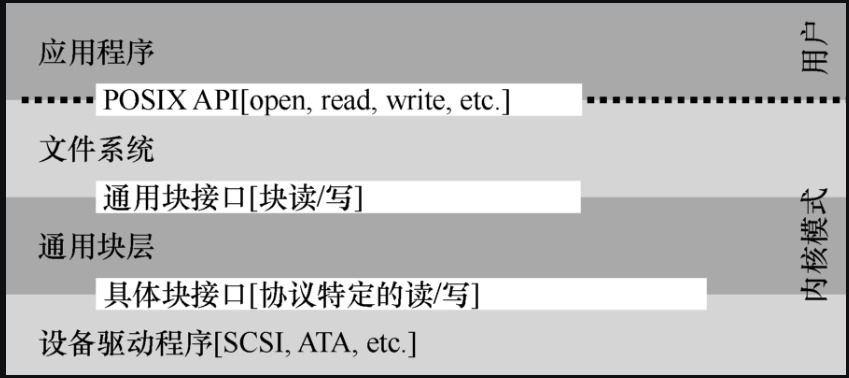 应用程序
用户
POSIX API[open, read, write, etc.]
文件系统
通用块接口[块读/写]
内核模式
通用块层
具体块接口[协议特定的读/写]
设备驱动程序[SCSI, ATA, etc.]